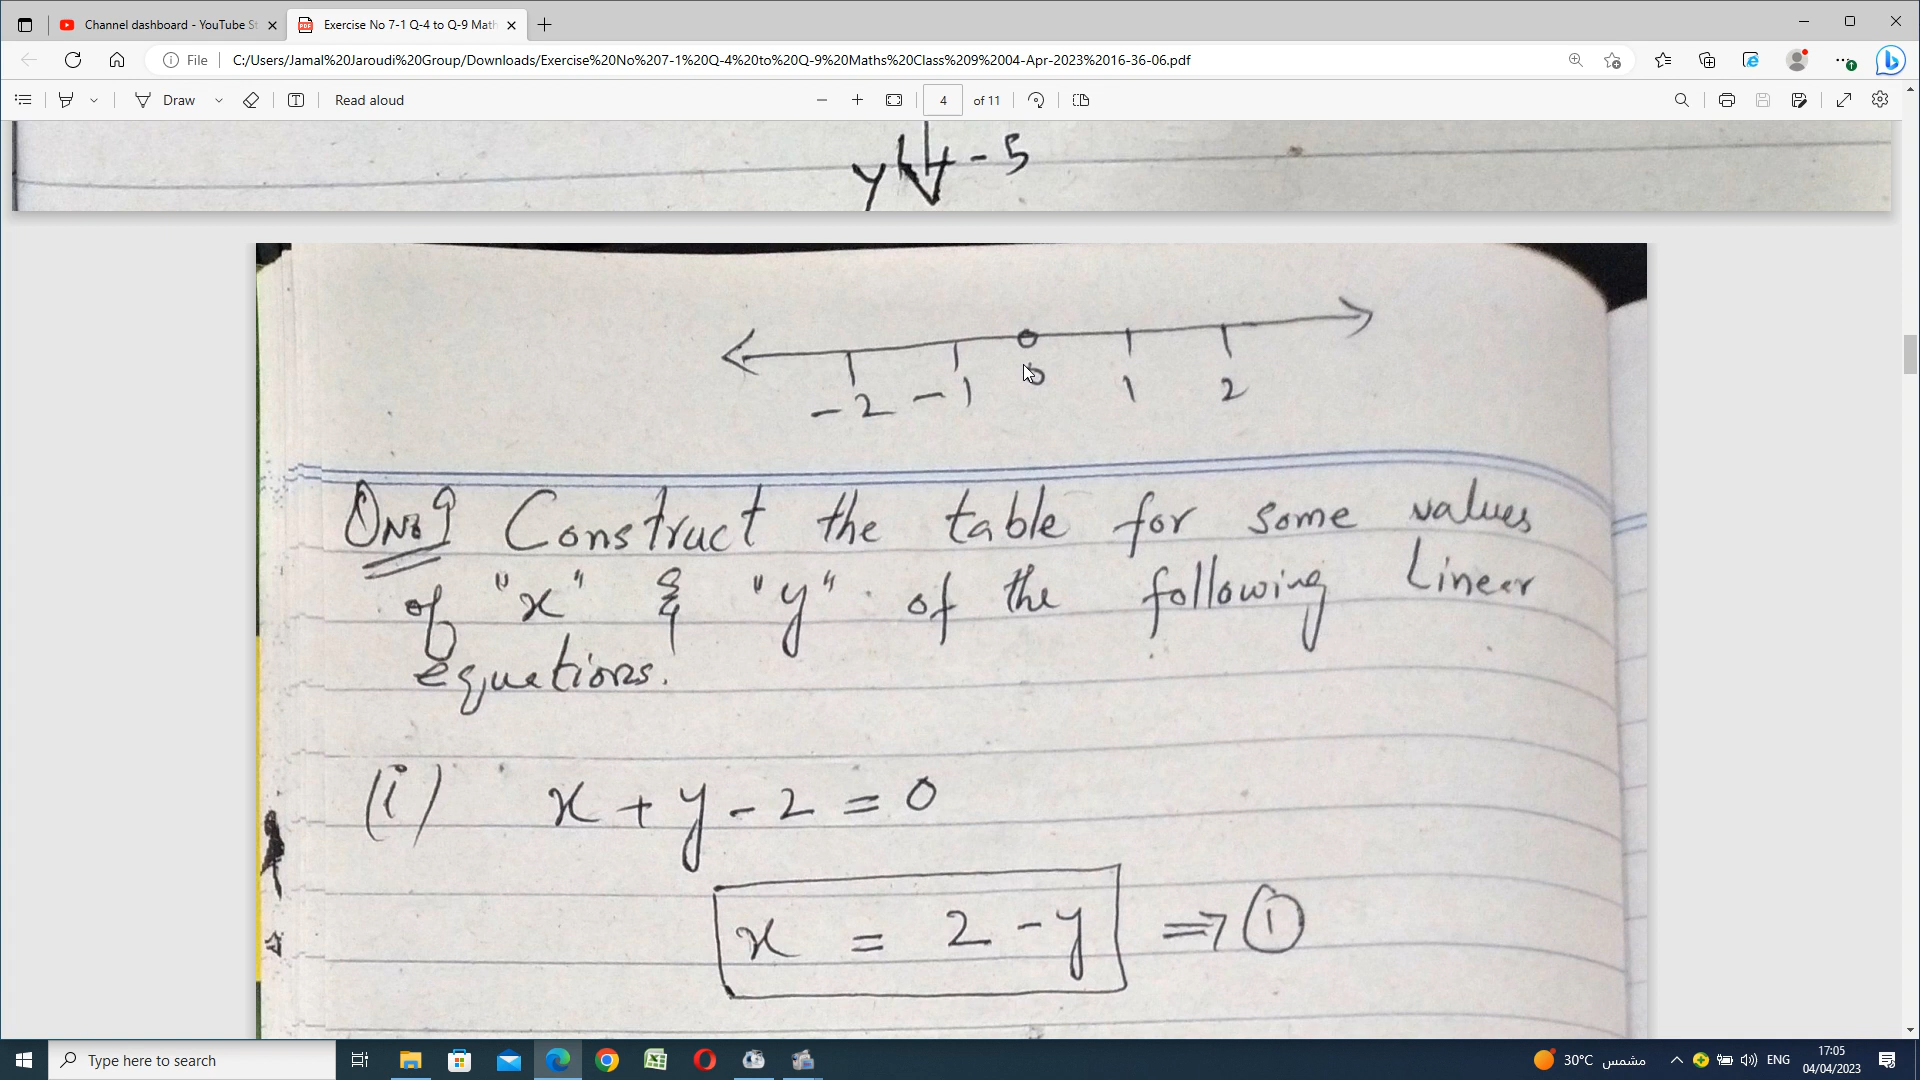 Channel dashboard - YouTube St
Exercise No 7-1 Q-4 to Q-9 Math
File
C:/Users/Jamal%20Jaroudi%20Group/Downloads/Exercise%20No%207-1%20Q-4%20to%20Q-9%20Maths%20Class%209%2004-Apr-2023%2016-36-06.pdf
Draw
Read aloud
4 of 11
y -5
-2 -1 0 1 2
QNo9 Construct the table for some values
of "x" & "y" of the following Linear
equations.
(i) x + y - 2 = 0
x = 2 - y ⇒ ①
Type here to search
30°C مشمس
ENG
17:05
04/04/2023